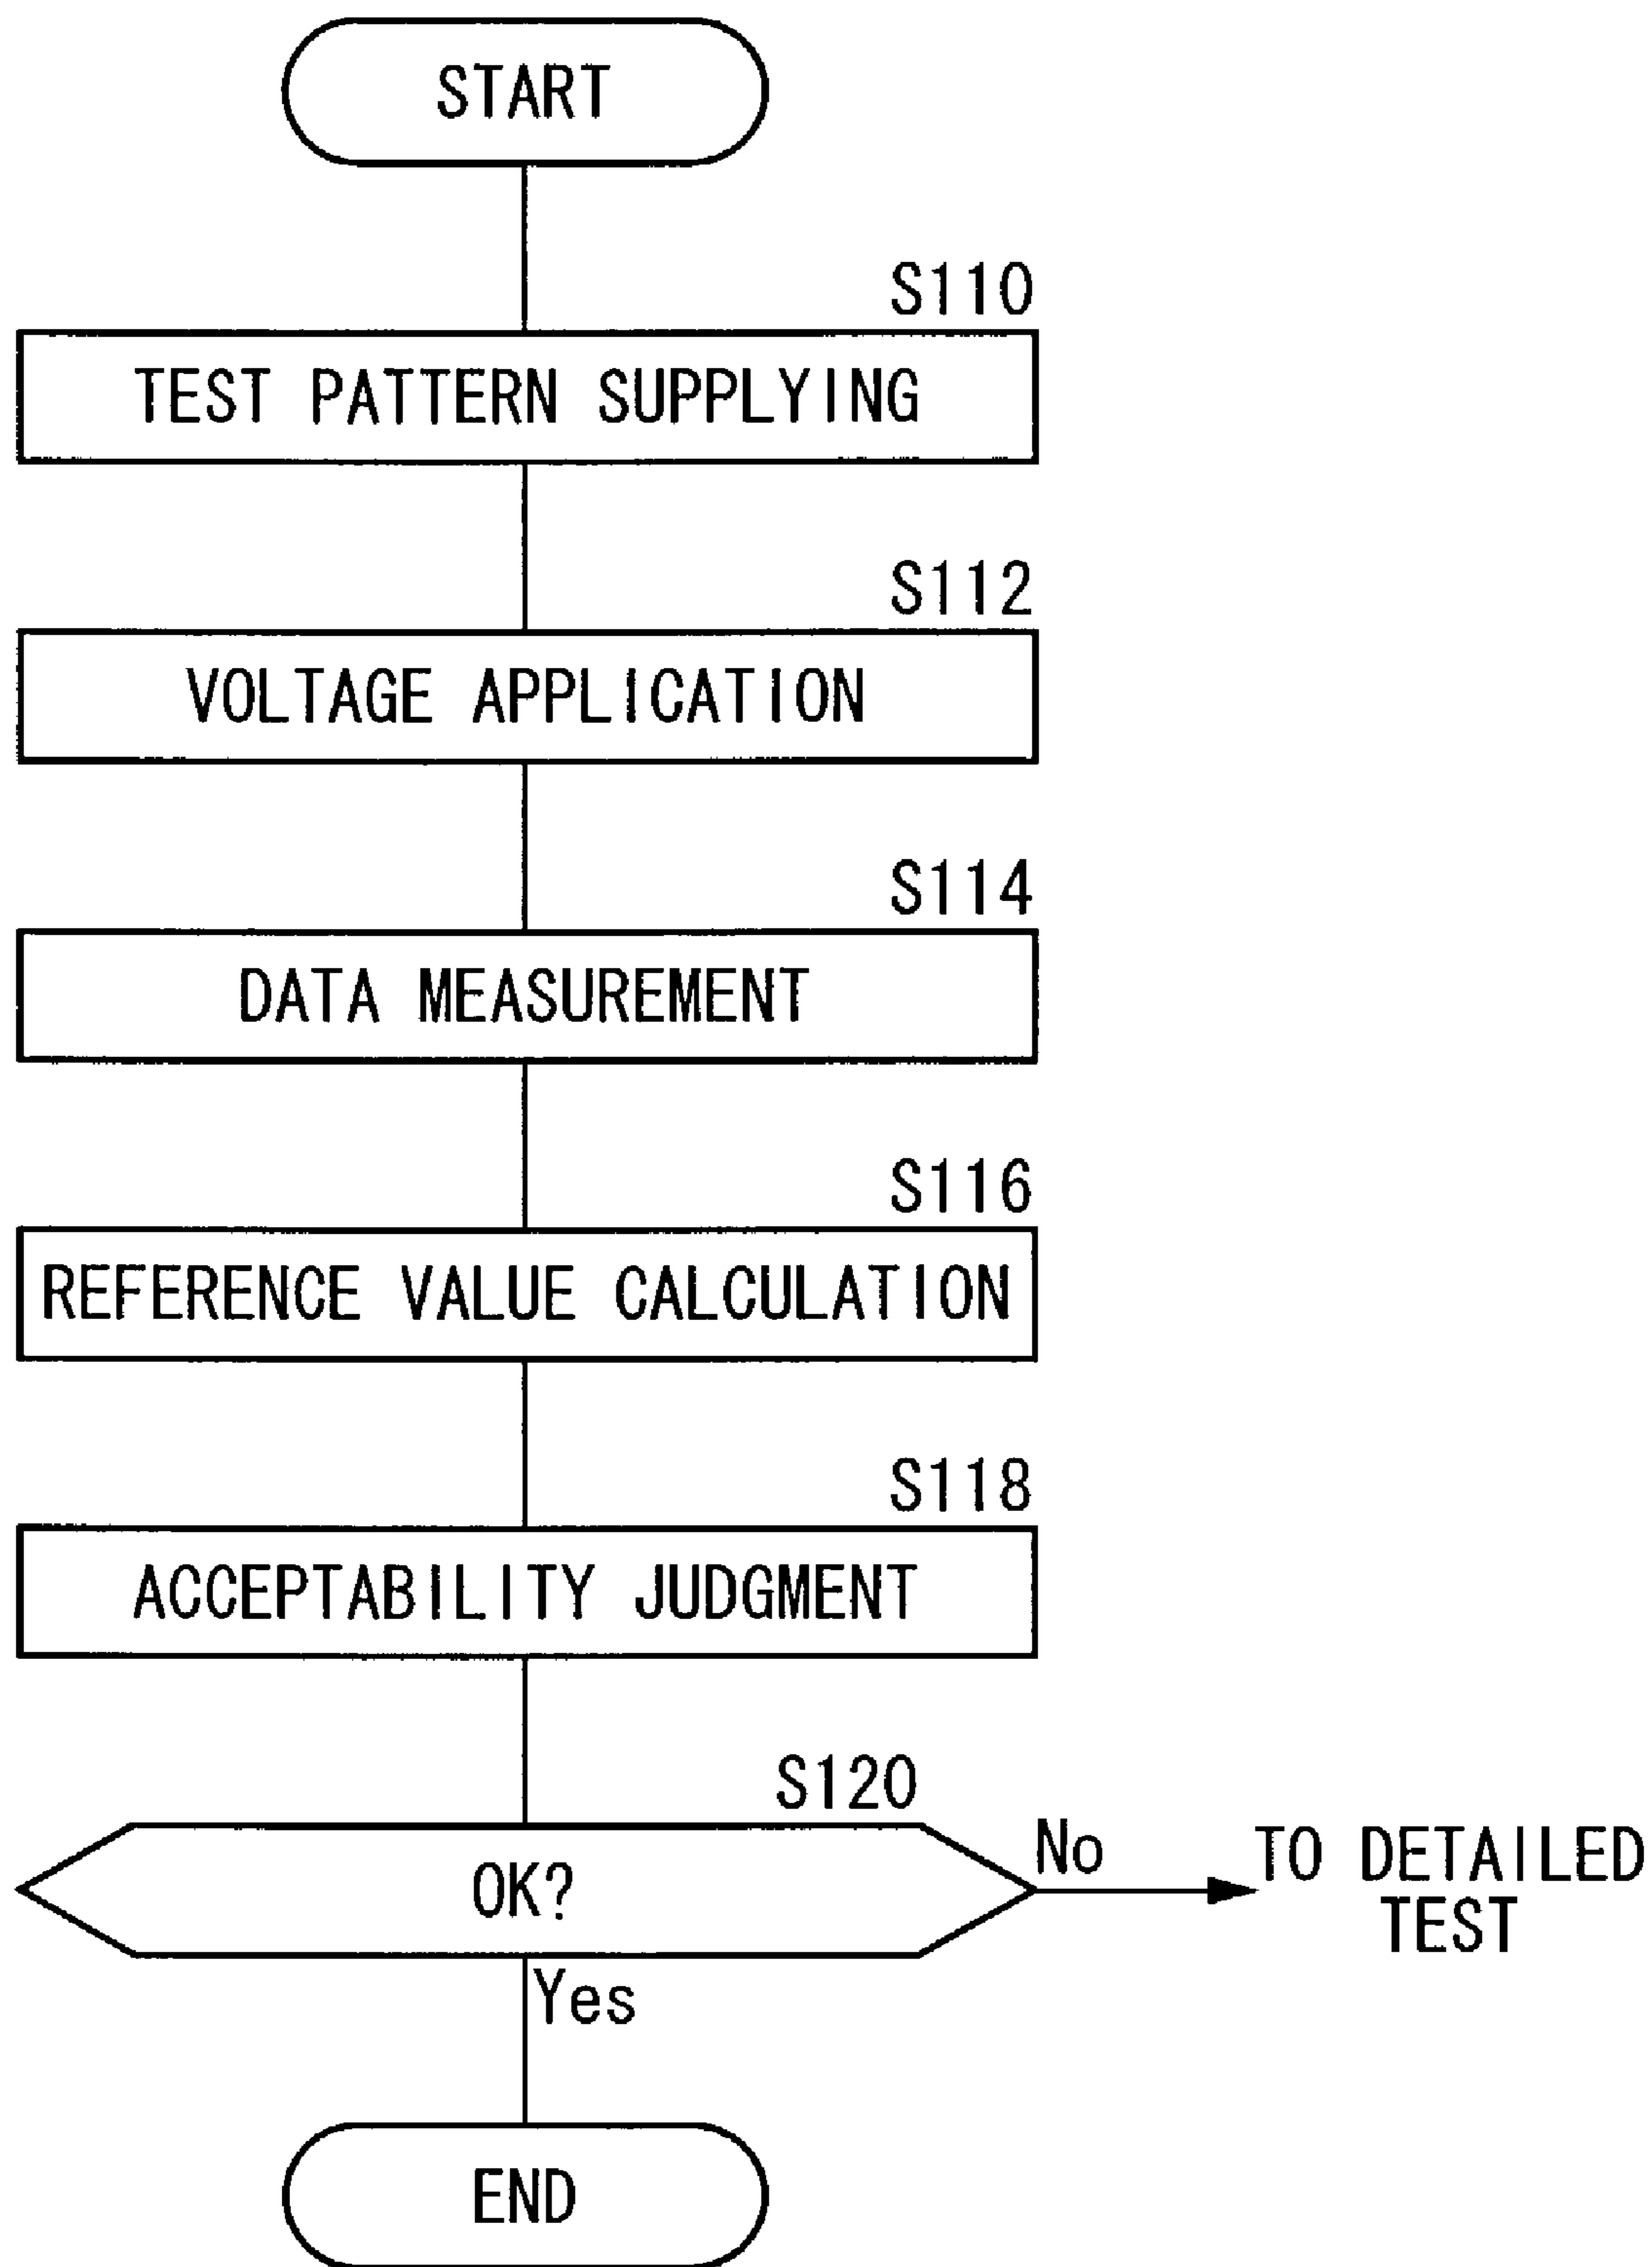 START
S110
TEST PATTERN SUPPLYING
S112
VOLTAGE APPLICATION
S114
DATA MEASUREMENT
S116
REFERENCE VALUE CALCULATION
S118
ACCEPTABILITY JUDGMENT
S120
OK?
No
TO DETAILED
TEST
Yes
END